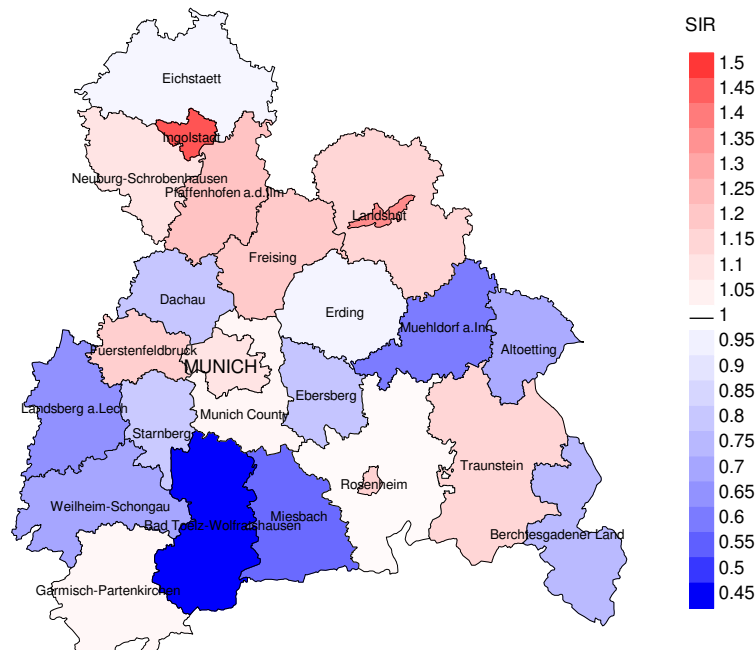 SIR
Eichstaett
Ingolstadt
Neuburg-Schrobenhausen
Pfaffenhofen a.d.Ilm
Landshut
Freising
Dachau
Erding
Muehldorf a.Inn
Altoetting
Fuerstenfeldbruck
MUNICH
Ebersberg
Landsberg a.Lech
Munich County
Starnberg
Traunstein
Rosenheim
Weilheim-Schongau
Miesbach
Bad Toelz-Wolfratshausen
Berchtesgadener Land
Garmisch-Partenkirchen
1.5
1.45
1.4
1.35
1.3
1.25
1.2
1.15
1.1
1.05
1
0.95
0.9
0.85
0.8
0.75
0.7
0.65
0.6
0.55
0.5
0.45